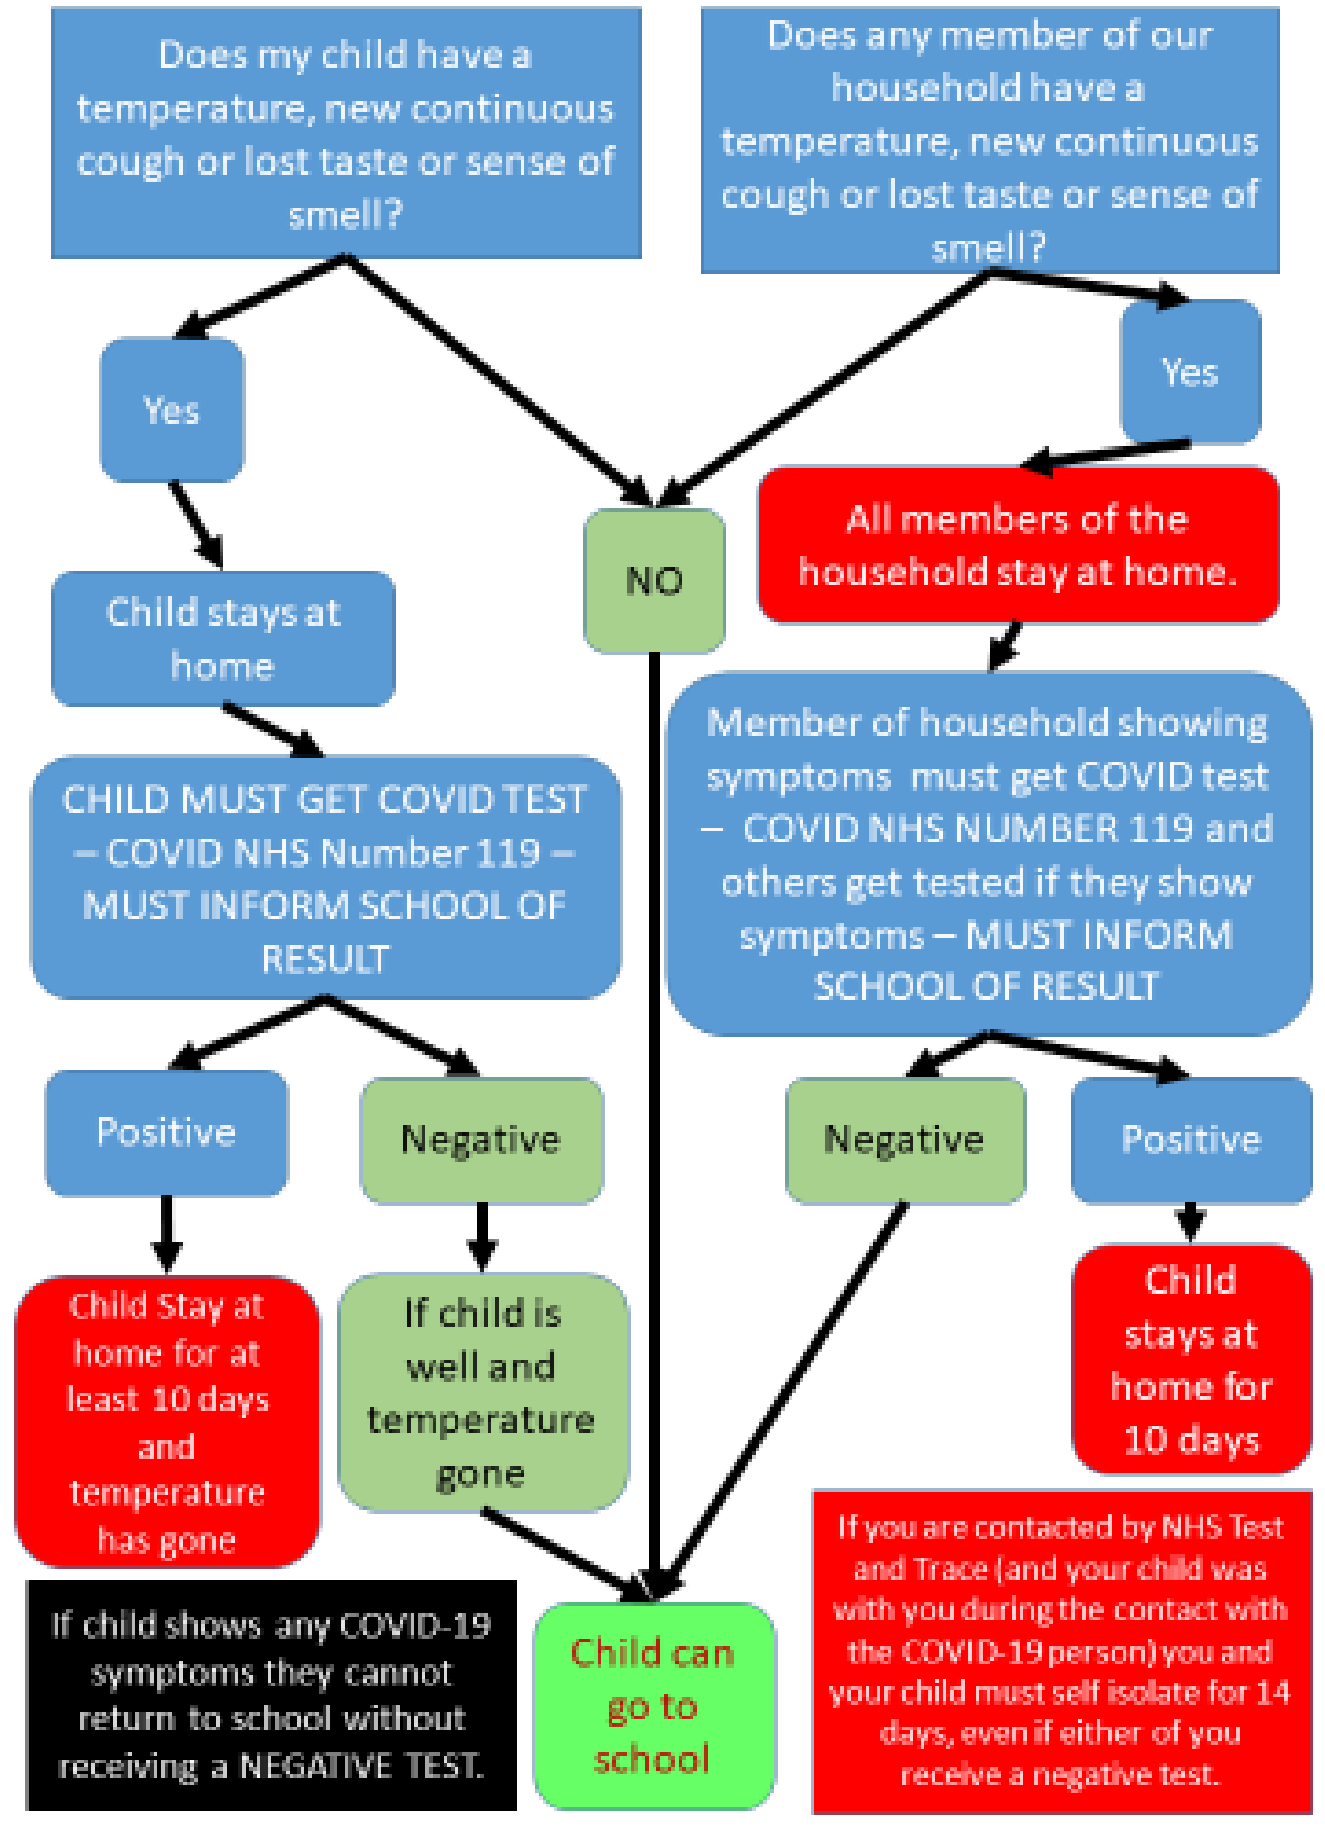 Does my child have a
temperature, new continuous
cough or lost taste or sense of
smell?
Does any member of our
household have a
temperature, new continuous
cough or lost taste or sense of
smell?
Yes
Yes
NO
All members of the
household stay at home.
Child stays at
home
Member of household showing
symptoms must get COVID test
– COVID NHS NUMBER 119 and
others get tested if they show
symptoms – MUST INFORM
SCHOOL OF RESULT
CHILD MUST GET COVID TEST
– COVID NHS Number 119 –
MUST INFORM SCHOOL OF
RESULT
Positive
Negative
Negative
Positive
Child Stay at
home for at
least 10 days
and
temperature
has gone
If child is
well and
temperature
gone
Child
stays at
home for
10 days
If child shows any COVID-19
symptoms they cannot
return to school without
receiving a NEGATIVE TEST.
Child can
go to
school
If you are contacted by NHS Test
and Trace (and your child was
with you during the contact with
the COVID-19 person) you and
your child must self isolate for 14
days, even if either of you
receive a negative test.